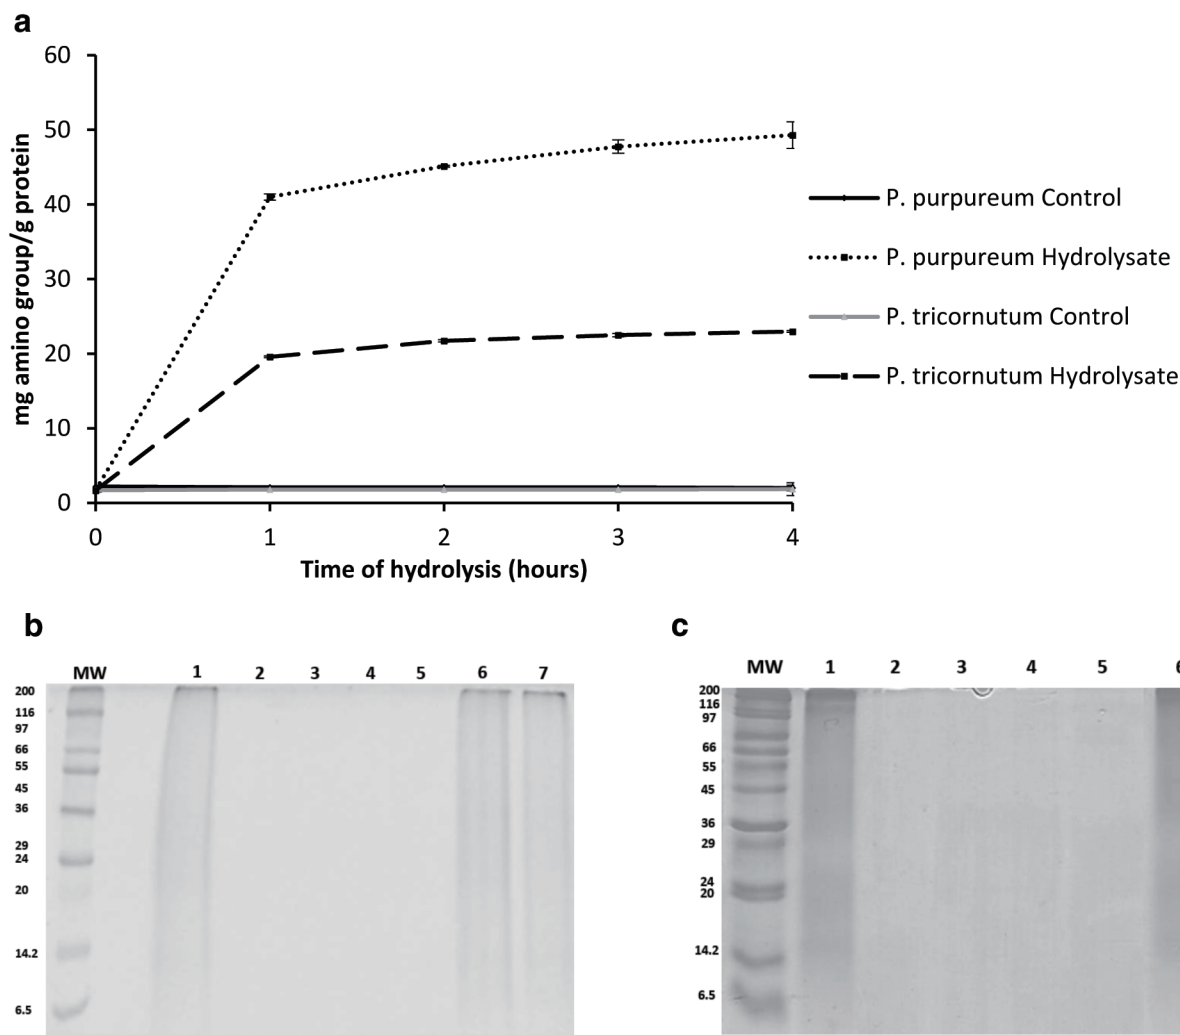 a
60
50
40
30
20
10
0
mg amino group/g protein
0 1 2 3 4
Time of hydrolysis (hours)
P. purpureum Control
P. purpureum Hydrolysate
P. tricornutum Control
P. tricornutum Hydrolysate
b
MW 1 2 3 4 5 6 7
200
116
97
66
55
45
36
29
24
20
14.2
6.5
c
MW 1 2 3 4 5 6
200
116
97
66
55
45
36
29
24
20
14.2
6.5